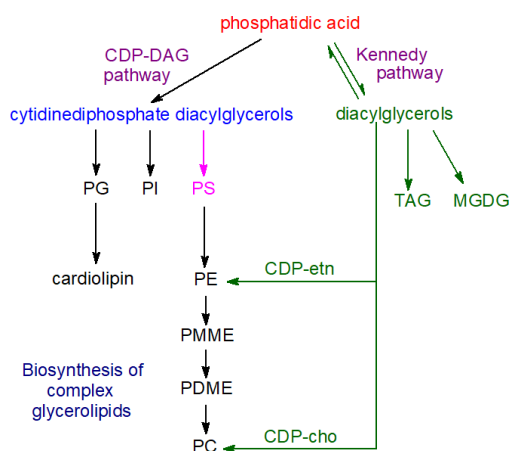 phosphatidic acid
CDP-DAG
pathway
Kennedy
pathway
cytidinediphosphate diacylglycerols
diacylglycerols
PG
PI
PS
TAG
MGDG
cardiolipin
PE
CDP-etn
PMME
Biosynthesis of
complex
glycerolipids
PDME
PC
CDP-cho